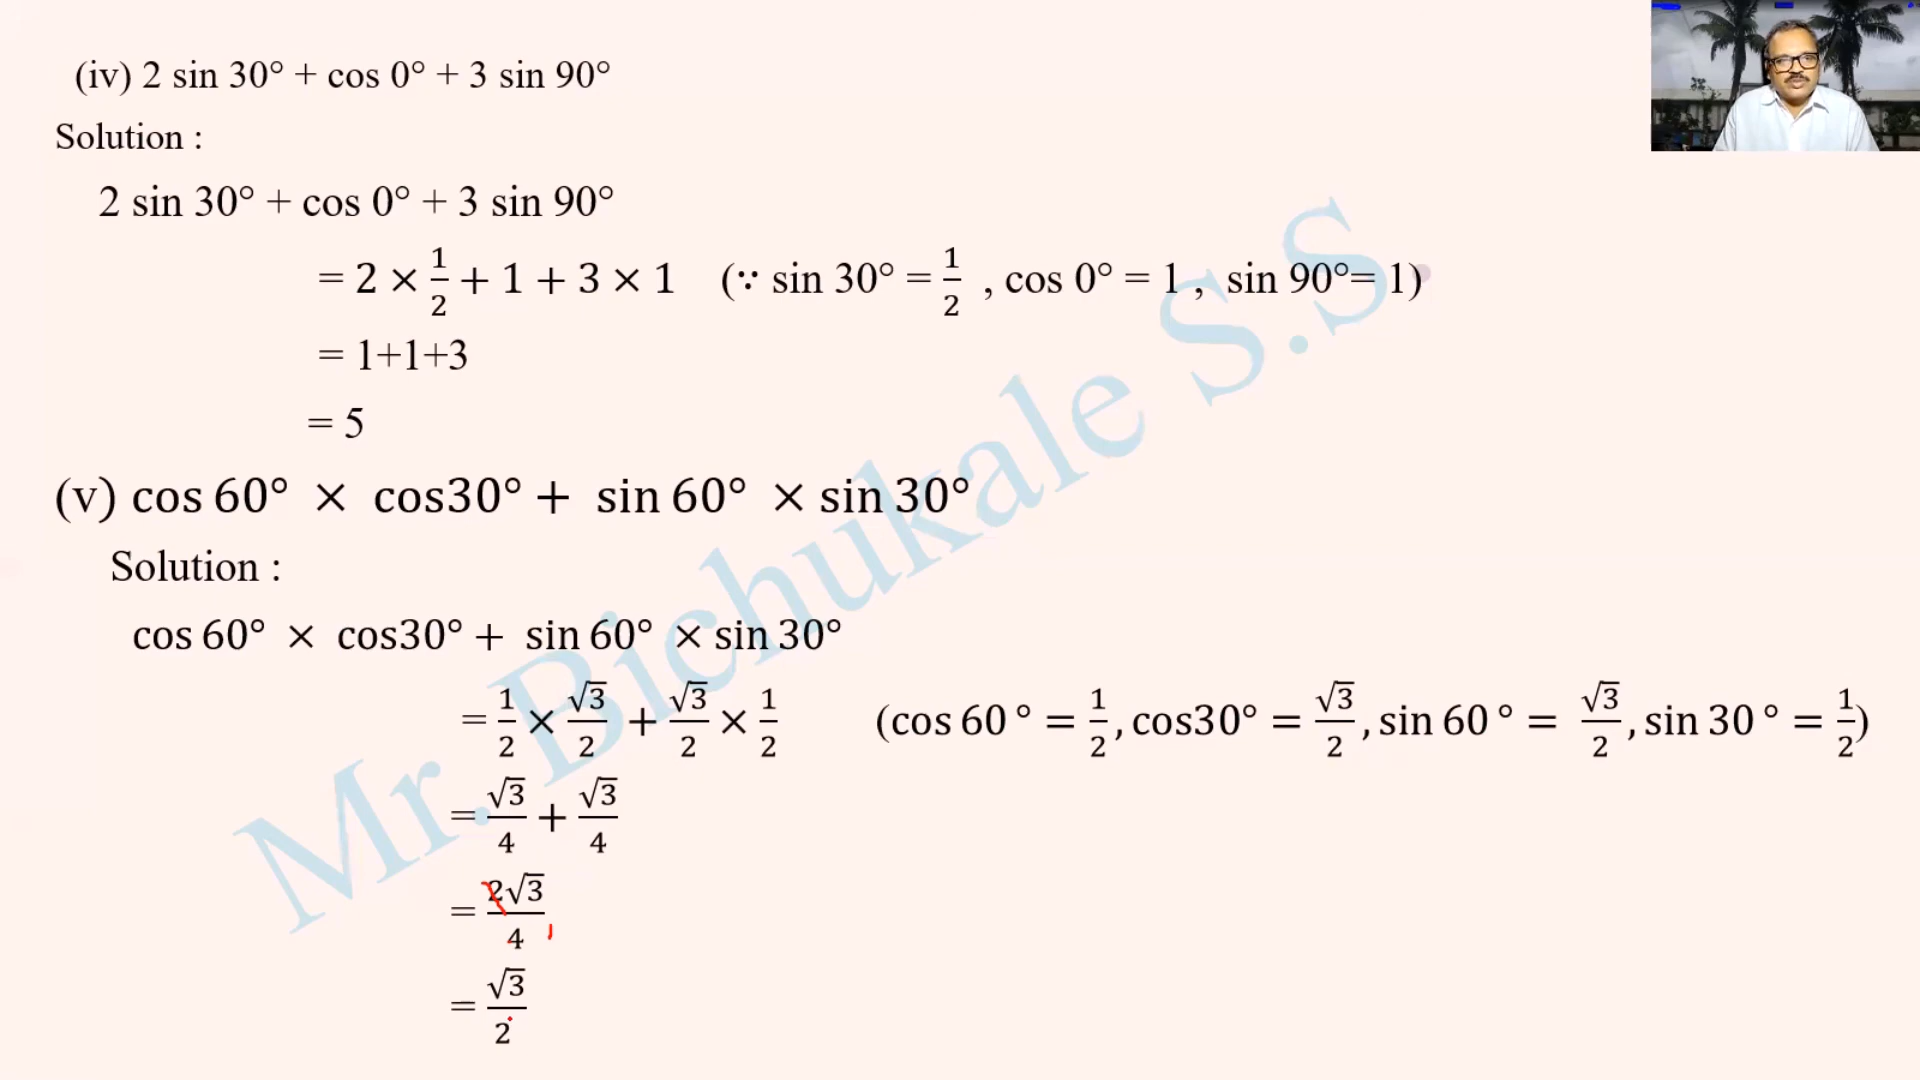 (iv) 2 sin 30° + cos 0° + 3 sin 90°
Solution :
2 sin 30° + cos 0° + 3 sin 90°
= 2 × 1/2 + 1 + 3 × 1 (∵ sin 30° = 1/2 , cos 0° = 1 , sin 90°= 1)
= 1+1+3
= 5
(v) cos 60° × cos30° + sin 60° × sin 30°
Solution :
cos 60° × cos30° + sin 60° × sin 30°
= 1/2 × √3/2 + √3/2 × 1/2 (cos 60 ° = 1/2, cos30° = √3/2, sin 60 ° = √3/2, sin 30 ° = 1/2)
= √3/4 + √3/4
= 2√3/4
= √3/2
Mr. Bichukale S.S.